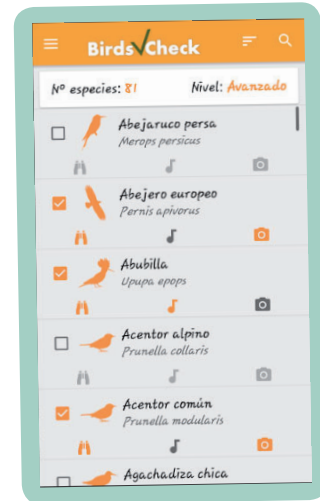 Birds Check
Nº especies: 81 Nivel: Avanzado
Abejaruco persa
Merops persicus
Abejero europeo
Pernis apivorus
Abubilla
Upupa epops
Acentor alpino
Prunella collaris
Acentor común
Prunella modularis
Agachadiza chica